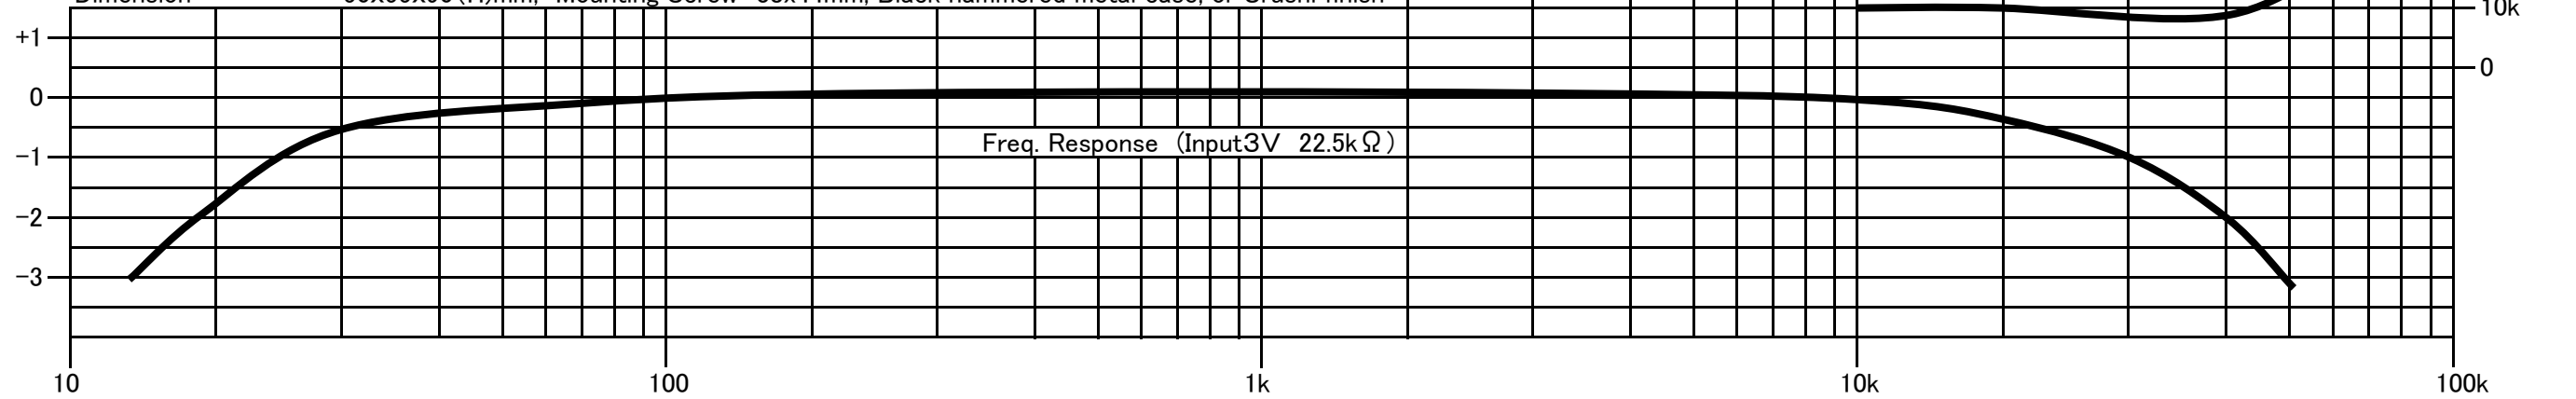 10k
+1
0
0
Freq. Response (Input3V 22.5kΩ)
-1
-2
-3
10 100 1k 10k 100k